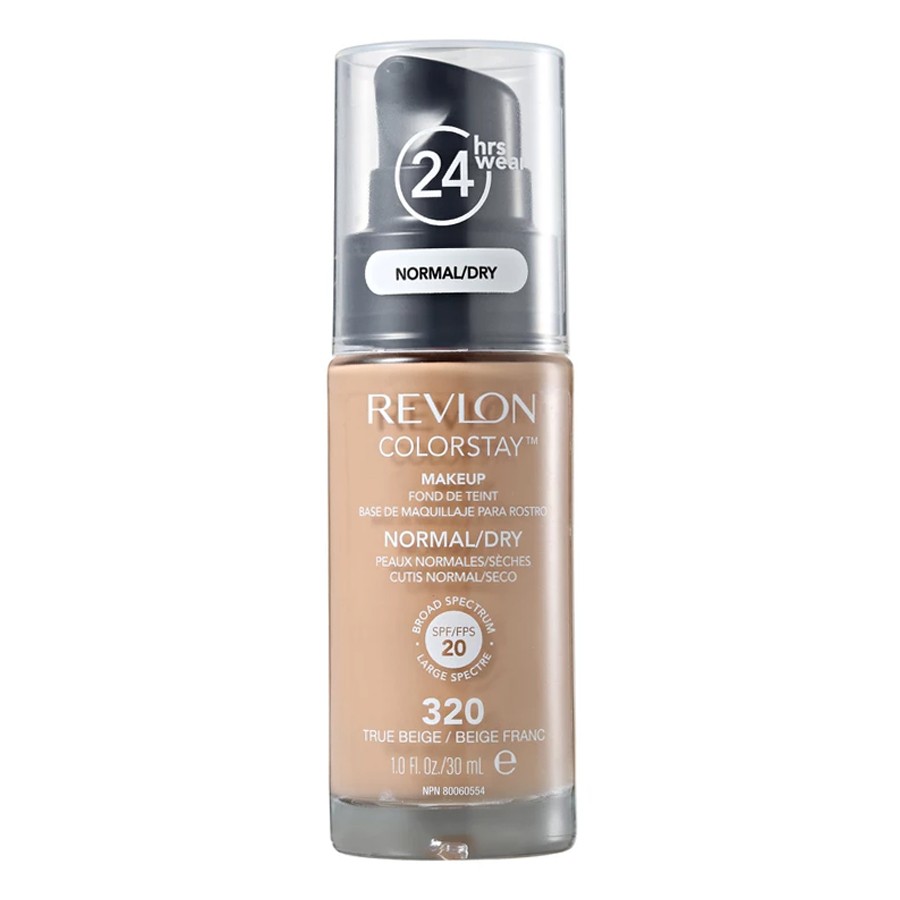 24 hrs
wear
NORMAL/DRY
REVLON
COLORSTAY™
MAKEUP
FOND DE TEINT
BASE DE MAQUILLAJE PARA ROSTRO
NORMAL/DRY
PEAUX NORMALES/SÈCHES
CUTIS NORMAL/SECO
BROAD SPECTRUM
SPF/FPS
20
LARGE SPECTRE
320
TRUE BEIGE / BEIGE FRANC
1.0 Fl. Oz./30 mL ℮
NPN 80060554